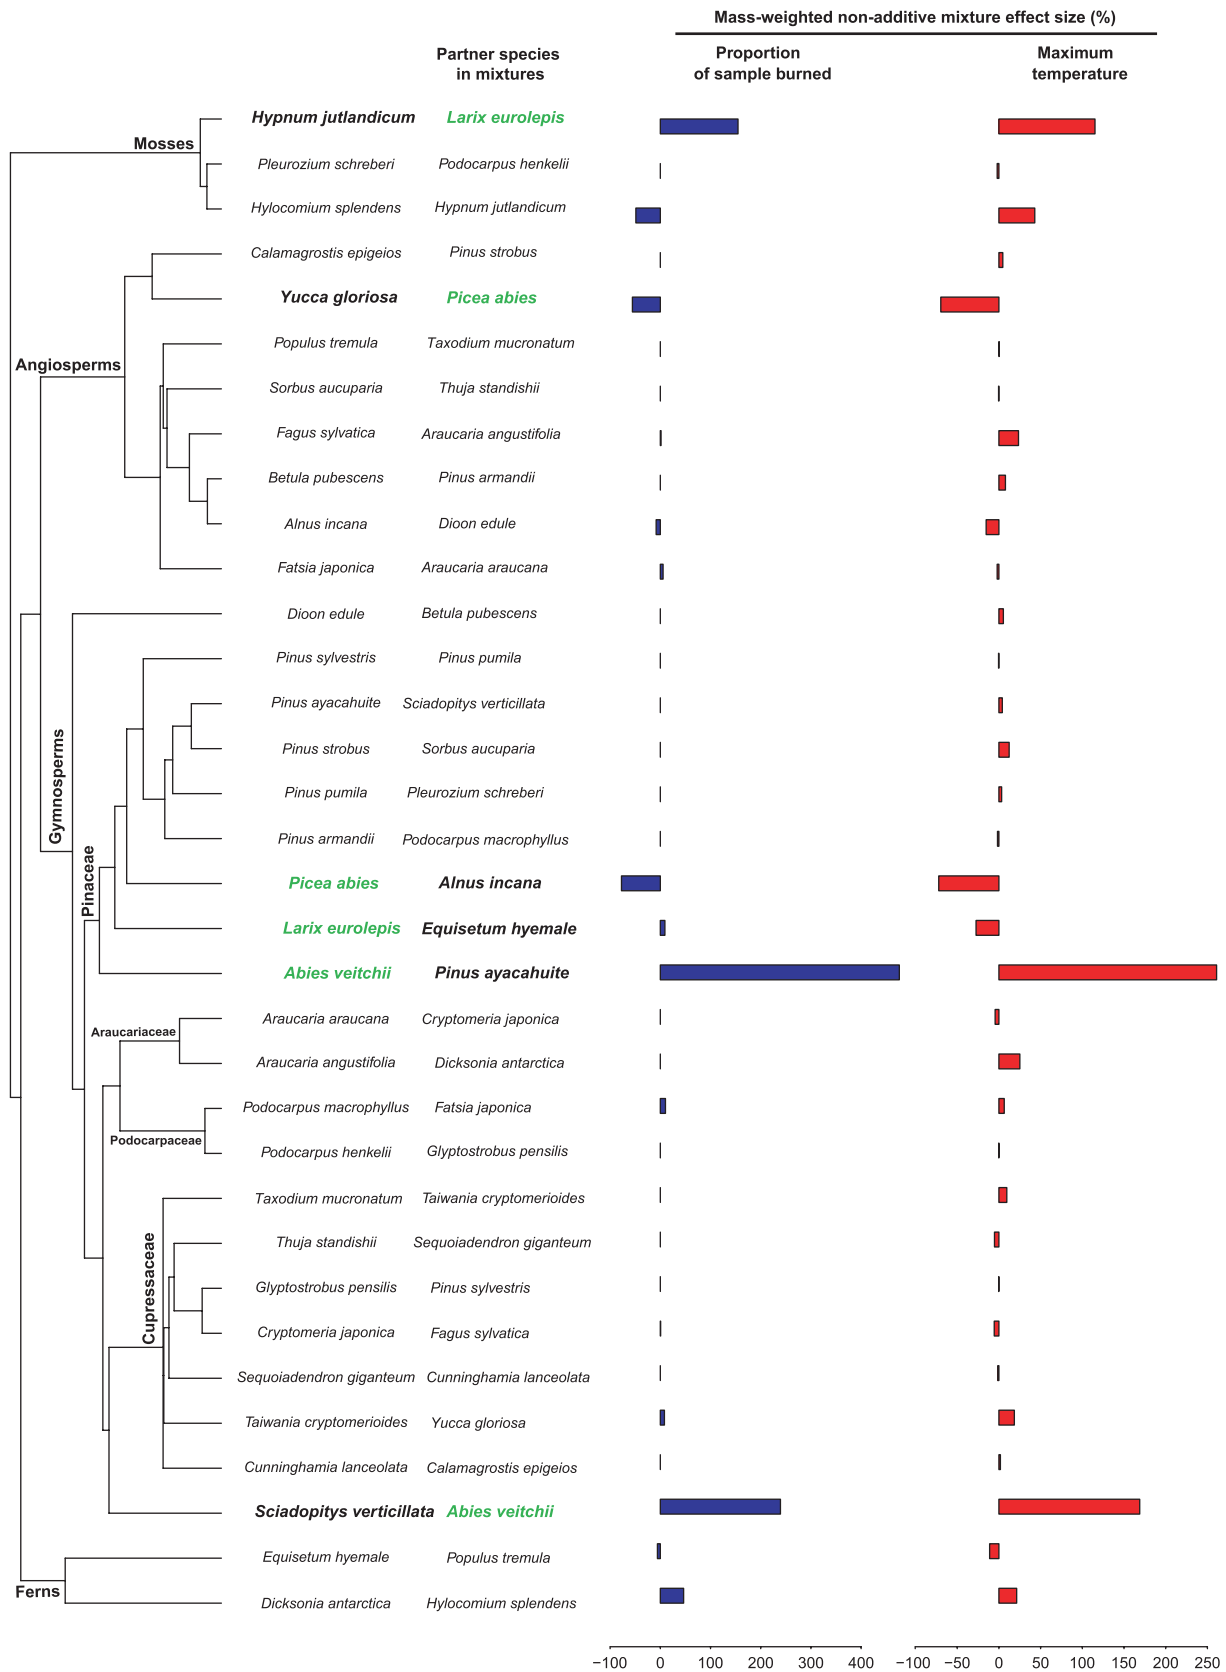 Mass-weighted non-additive mixture effect size (%)
Partner species
in mixtures
Proportion
of sample burned
Maximum
temperature
Hypnum jutlandicum Larix eurolepis
Mosses
Pleurozium schreberi Podocarpus henkelii
Hylocomium splendens Hypnum jutlandicum
Calamagrostis epigeios Pinus strobus
Yucca gloriosa Picea abies
Populus tremula Taxodium mucronatum
Angiosperms
Sorbus aucuparia Thuja standishii
Fagus sylvatica Araucaria angustifolia
Betula pubescens Pinus armandii
Alnus incana Dioon edule
Fatsia japonica Araucaria araucana
Dioon edule Betula pubescens
Pinus sylvestris Pinus pumila
Pinus ayacahuite Sciadopitys verticillata
Pinus strobus Sorbus aucuparia
Gymnosperms
Pinus pumila Pleurozium schreberi
Pinus armandii Podocarpus macrophyllus
Pinaceae
Picea abies Alnus incana
Larix eurolepis Equisetum hyemale
Abies veitchii Pinus ayacahuite
Araucaria araucana Cryptomeria japonica
Araucariaceae
Araucaria angustifolia Dicksonia antarctica
Podocarpus macrophyllus Fatsia japonica
Podocarpaceae
Podocarpus henkelii Glyptostrobus pensilis
Taxodium mucronatum Taiwania cryptomerioides
Thuja standishii Sequoiadendron giganteum
Cupressaceae
Glyptostrobus pensilis Pinus sylvestris
Cryptomeria japonica Fagus sylvatica
Sequoiadendron giganteum Cunninghamia lanceolata
Taiwania cryptomerioides Yucca gloriosa
Cunninghamia lanceolata Calamagrostis epigeios
Sciadopitys verticillata Abies veitchii
Equisetum hyemale Populus tremula
Ferns
Dicksonia antarctica Hylocomium splendens
−100 0 100 200 300 400 −100 −50 0 50 100 150 200 250